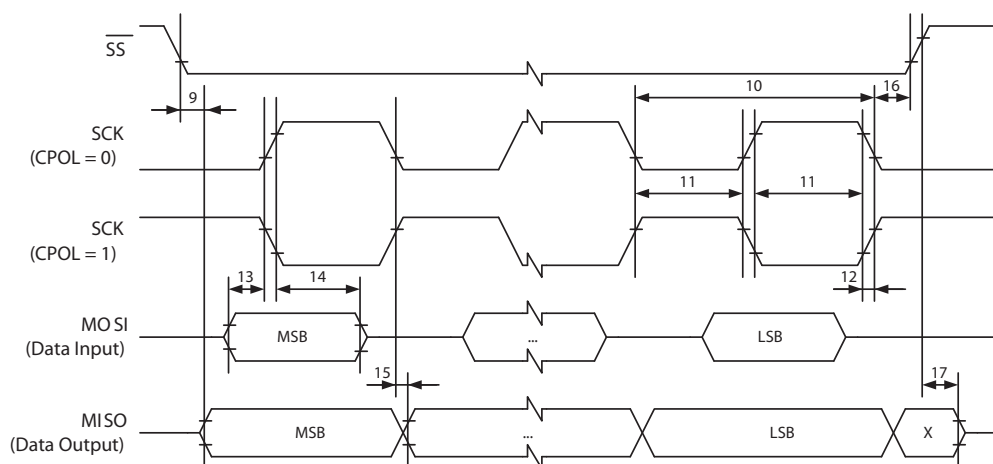 SS
10
16
9
SCK
(CPOL = 0)
11
11
SCK
(CPOL = 1)
12
13
14
MOSI
(Data Input)
MSB
...
LSB
15
17
MISO
(Data Output)
MSB
...
LSB
X